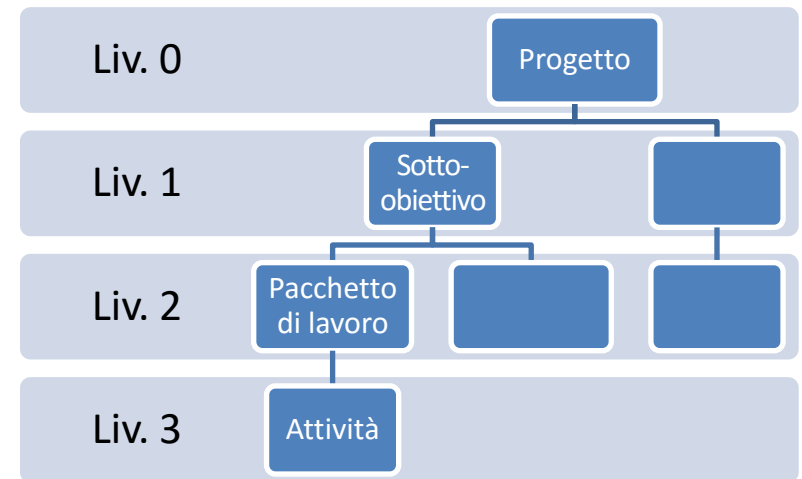 Liv. 0
Progetto
Liv. 1
Sotto-
obiettivo
Liv. 2
Pacchetto
di lavoro
Liv. 3
Attività